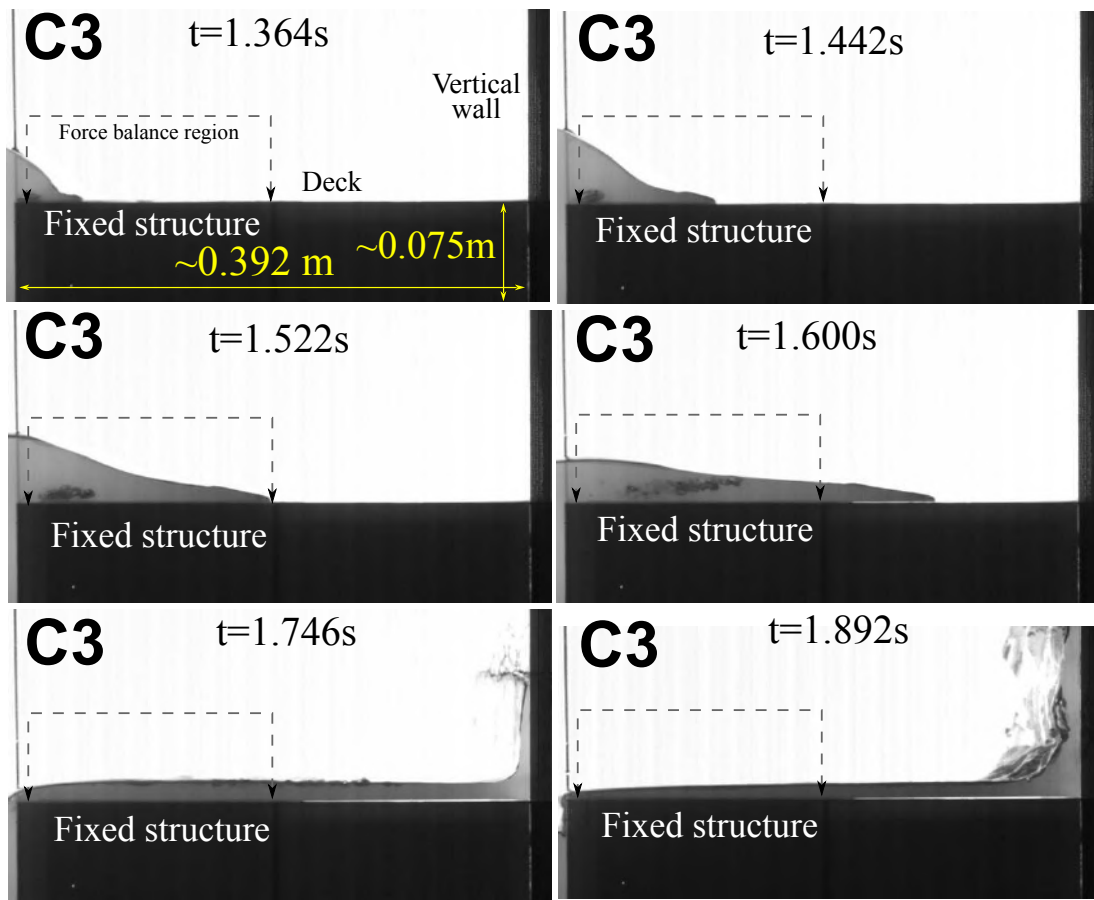 C3 t=1.364s
Vertical
wall
Force balance region
Deck
Fixed structure
~0.392 m ~0.075m
C3 t=1.442s
Fixed structure
C3 t=1.522s
Fixed structure
C3 t=1.600s
Fixed structure
C3 t=1.746s
Fixed structure
C3 t=1.892s
Fixed structure